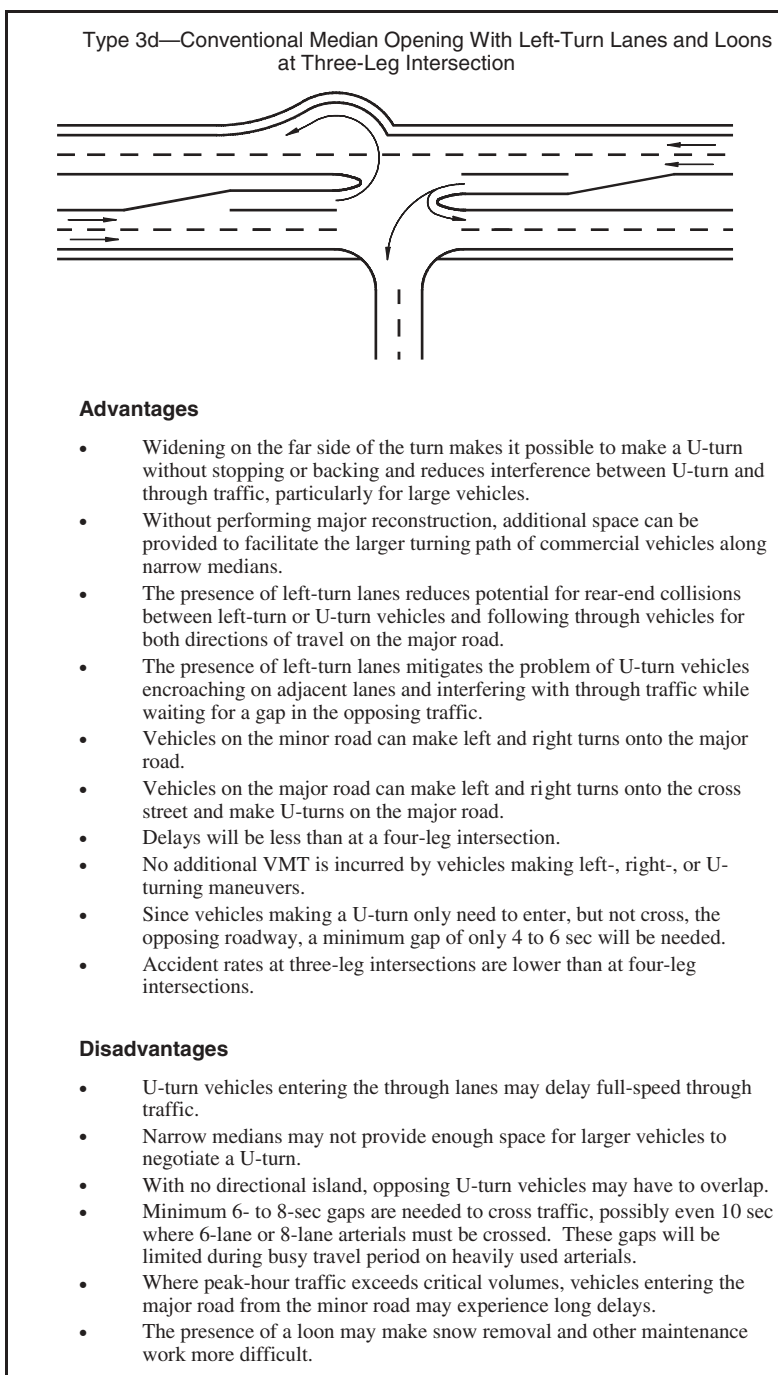 Type 3d—Conventional Median Opening With Left-Turn Lanes and Loons
at Three-Leg Intersection
Advantages
• Widening on the far side of the turn makes it possible to make a U-turn
without stopping or backing and reduces interference between U-turn and
through traffic, particularly for large vehicles.
• Without performing major reconstruction, additional space can be
provided to facilitate the larger turning path of commercial vehicles along
narrow medians.
• The presence of left-turn lanes reduces potential for rear-end collisions
between left-turn or U-turn vehicles and following through vehicles for
both directions of travel on the major road.
• The presence of left-turn lanes mitigates the problem of U-turn vehicles
encroaching on adjacent lanes and interfering with through traffic while
waiting for a gap in the opposing traffic.
• Vehicles on the minor road can make left and right turns onto the major
road.
• Vehicles on the major road can make left and right turns onto the cross
street and make U-turns on the major road.
• Delays will be less than at a four-leg intersection.
• No additional VMT is incurred by vehicles making left-, right-, or U-
turning maneuvers.
• Since vehicles making a U-turn only need to enter, but not cross, the
opposing roadway, a minimum gap of only 4 to 6 sec will be needed.
• Accident rates at three-leg intersections are lower than at four-leg
intersections.
Disadvantages
• U-turn vehicles entering the through lanes may delay full-speed through
traffic.
• Narrow medians may not provide enough space for larger vehicles to
negotiate a U-turn.
• With no directional island, opposing U-turn vehicles may have to overlap.
• Minimum 6- to 8-sec gaps are needed to cross traffic, possibly even 10 sec
where 6-lane or 8-lane arterials must be crossed.  These gaps will be
limited during busy travel period on heavily used arterials.
• Where peak-hour traffic exceeds critical volumes, vehicles entering the
major road from the minor road may experience long delays.
• The presence of a loon may make snow removal and other maintenance
work more difficult.